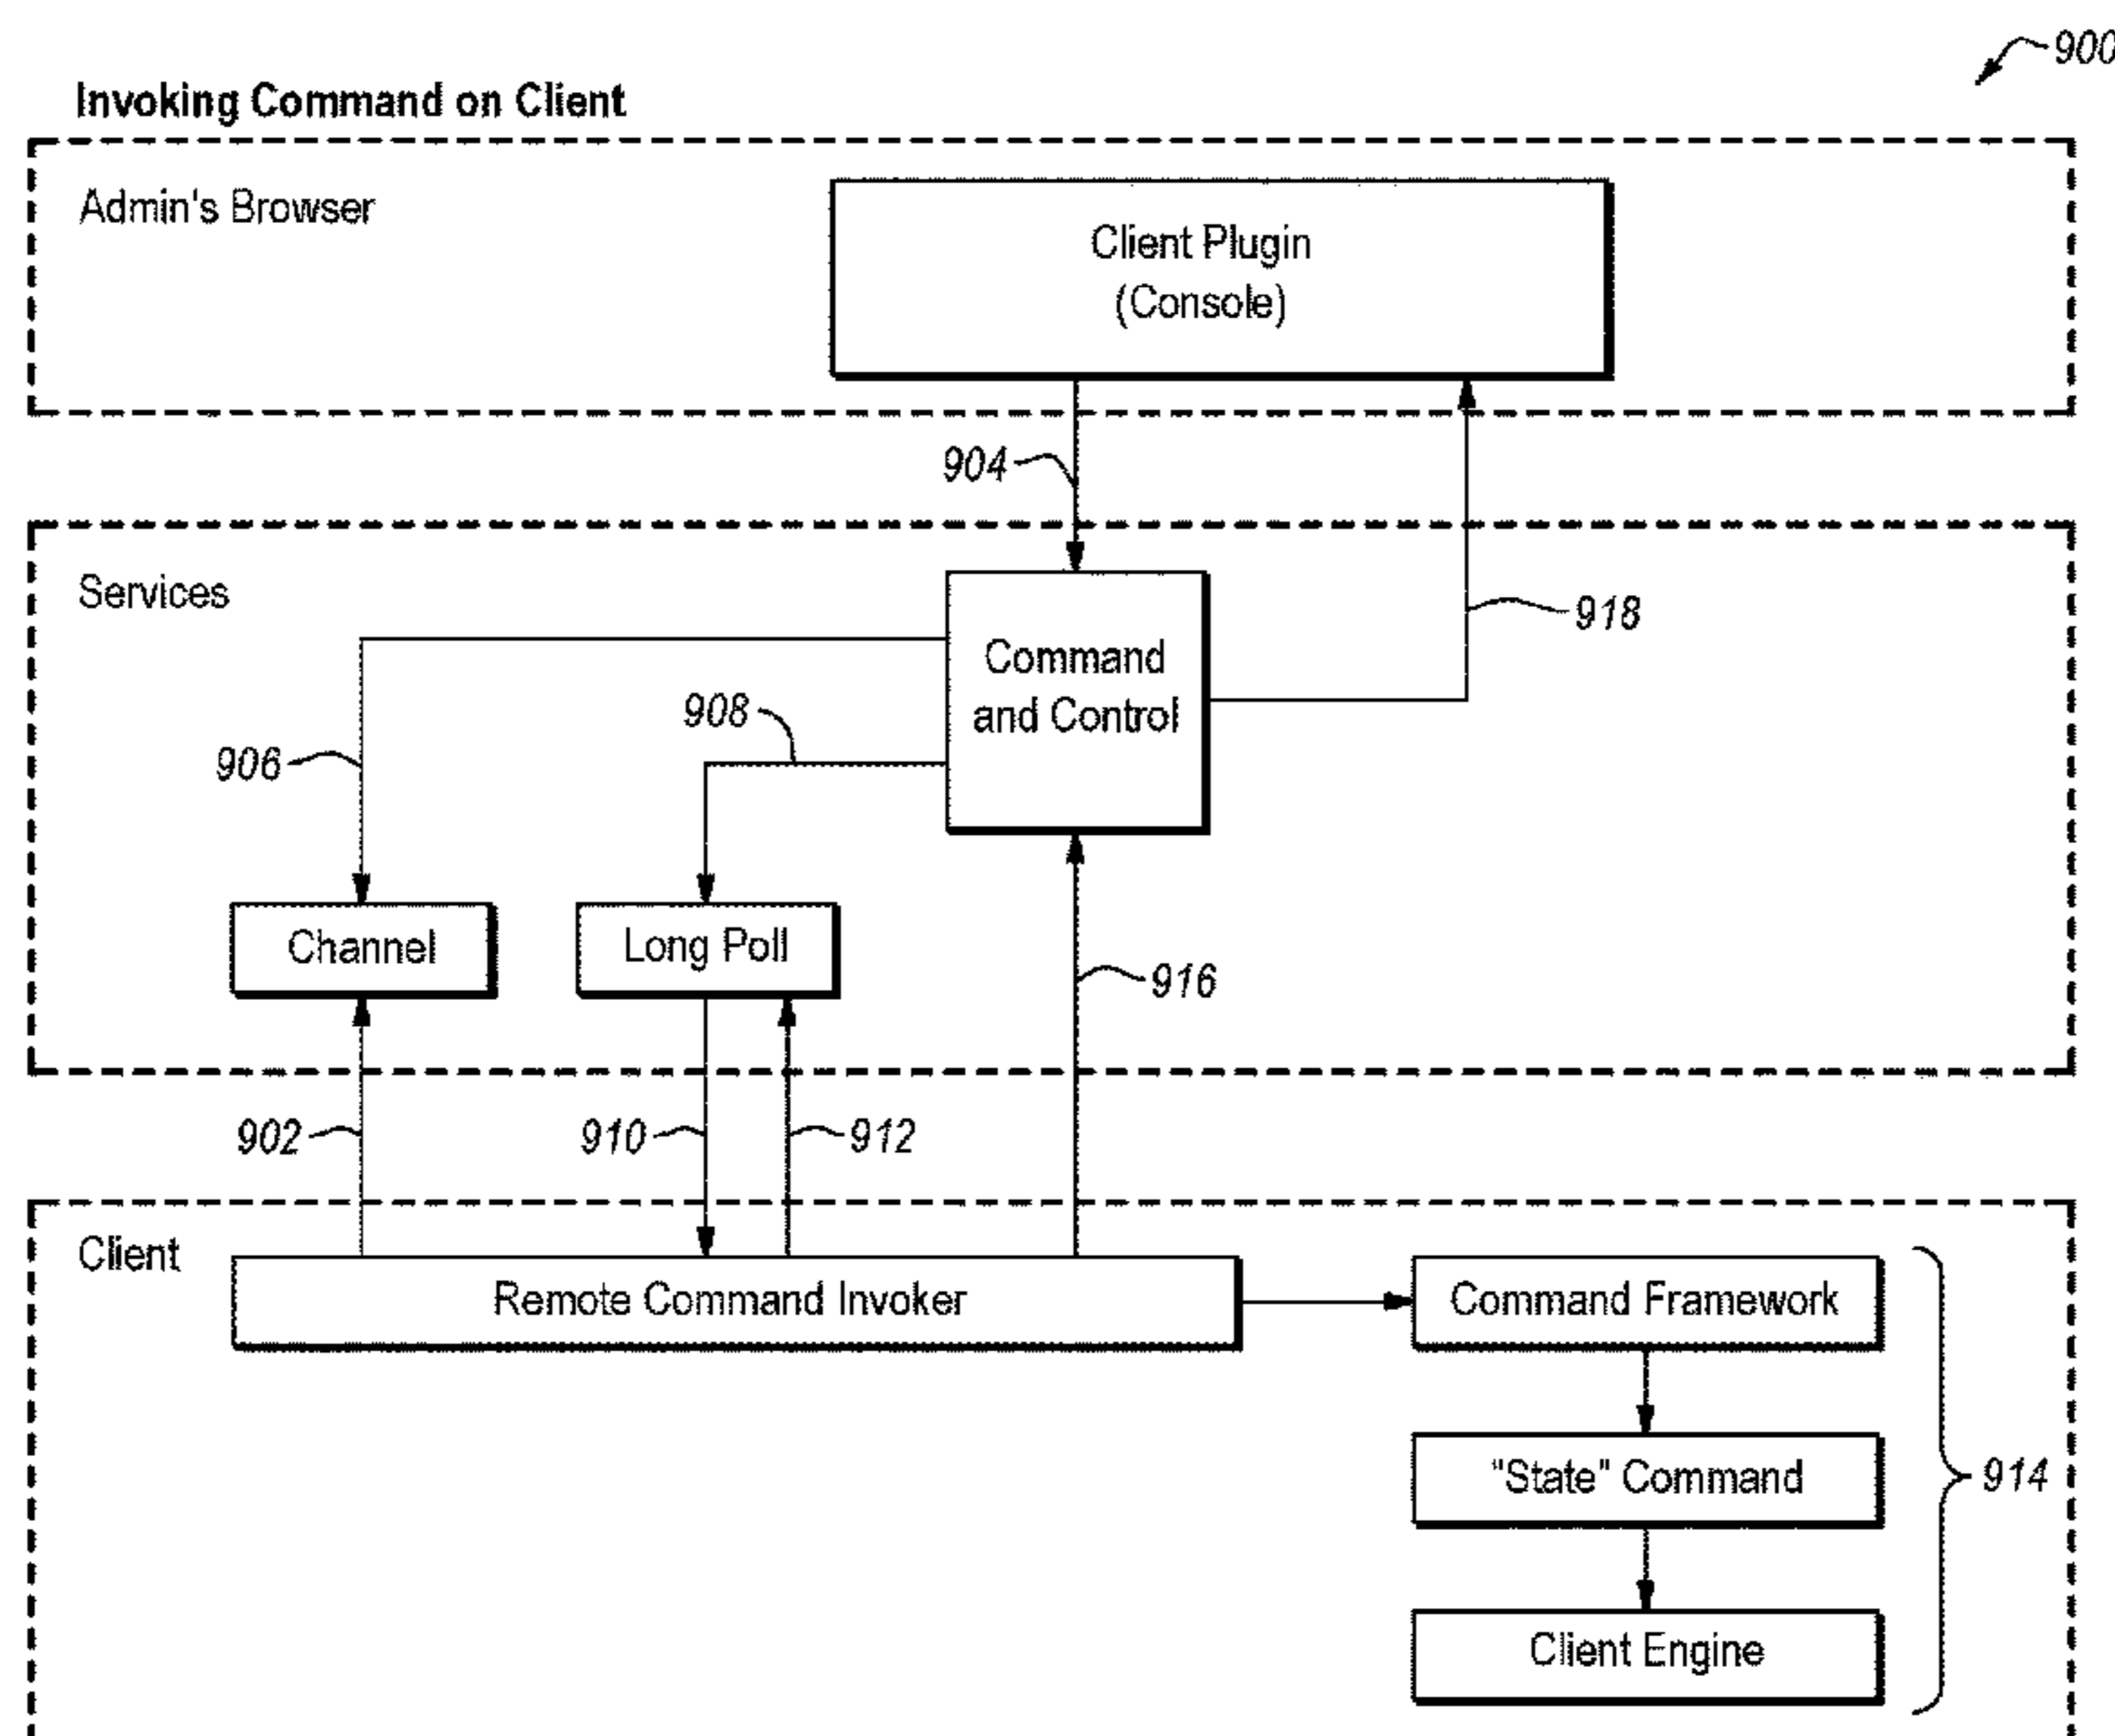 900
Invoking Command on Client
Admin's Browser
Client Plugin
(Console)
904
Services
918
Command
and Control
908
906
Channel
Long Poll
916
902
910
912
Client
Remote Command Invoker
Command Framework
"State" Command
914
Client Engine